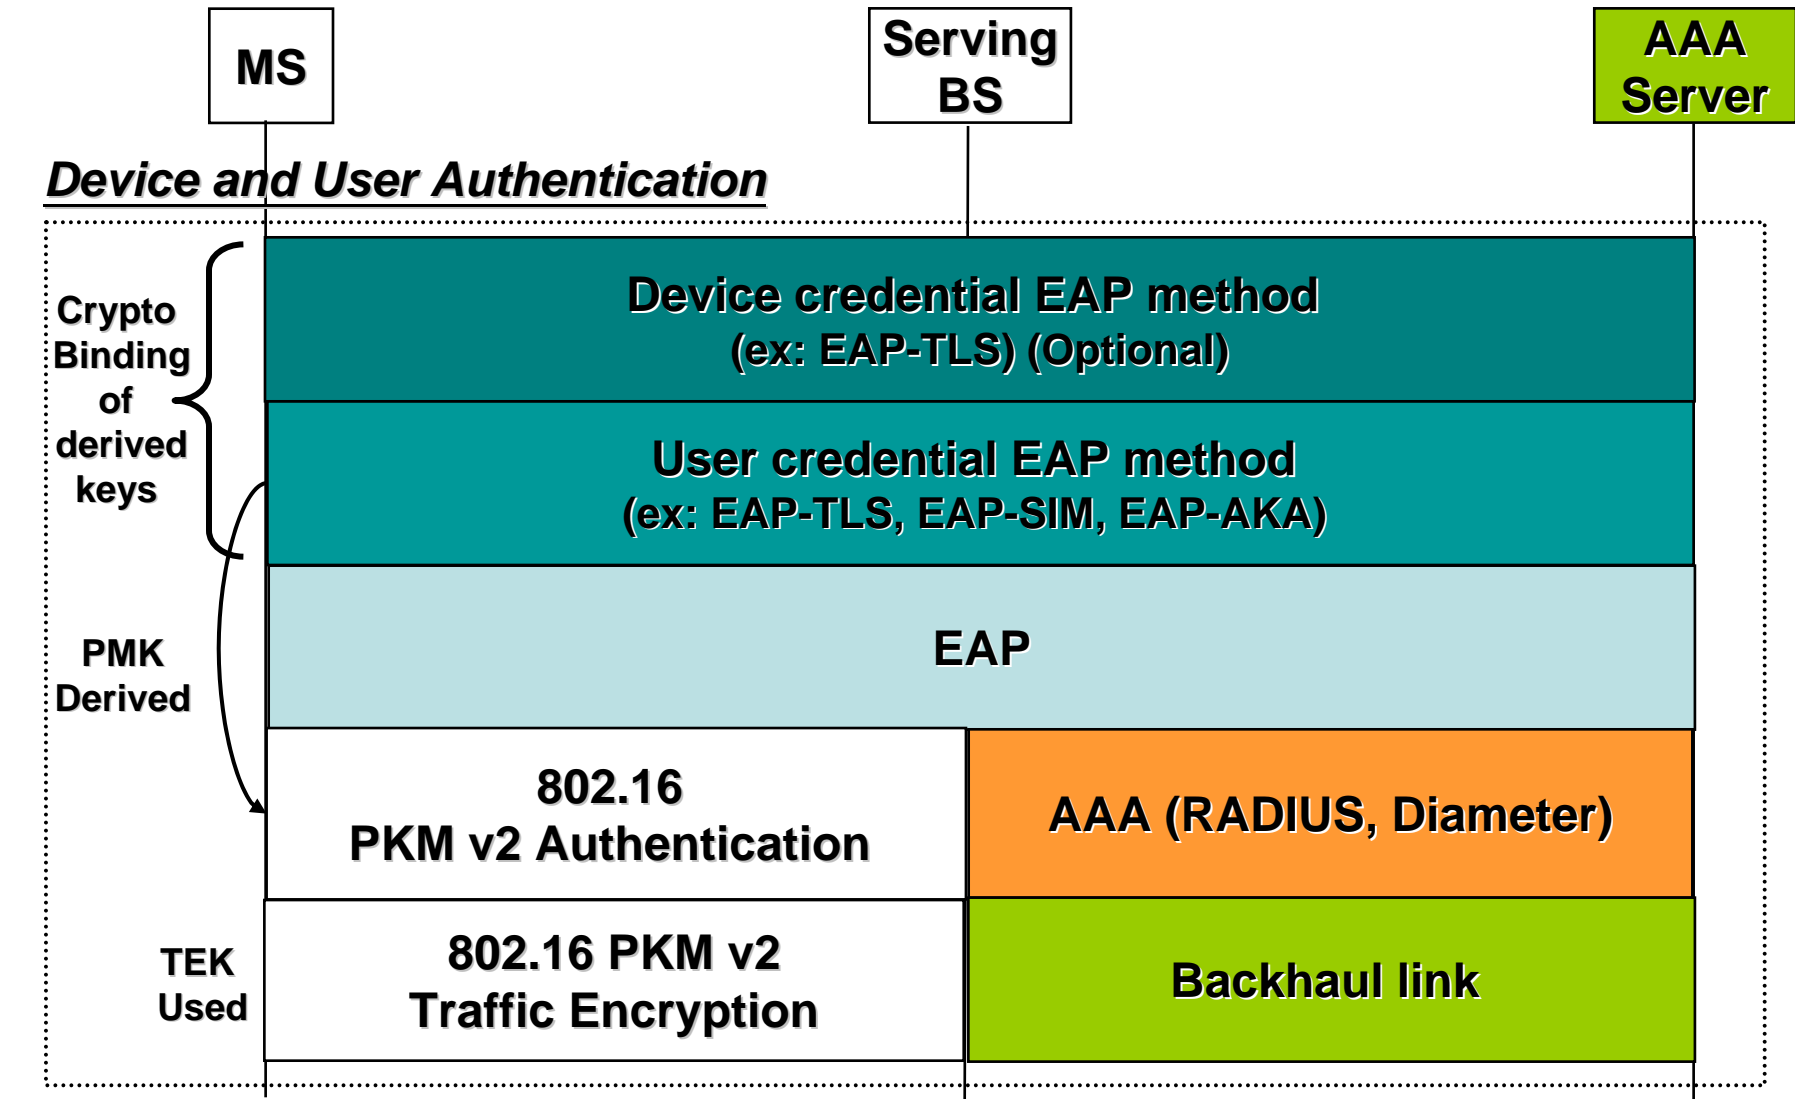 MS
Serving
BS
AAA
Server
Device and User Authentication
Crypto
Binding
of
derived
keys
Device credential EAP method
(ex: EAP-TLS) (Optional)
User credential EAP method
(ex: EAP-TLS, EAP-SIM, EAP-AKA)
PMK
Derived
EAP
802.16
PKM v2 Authentication
AAA (RADIUS, Diameter)
TEK
Used
802.16 PKM v2
Traffic Encryption
Backhaul link